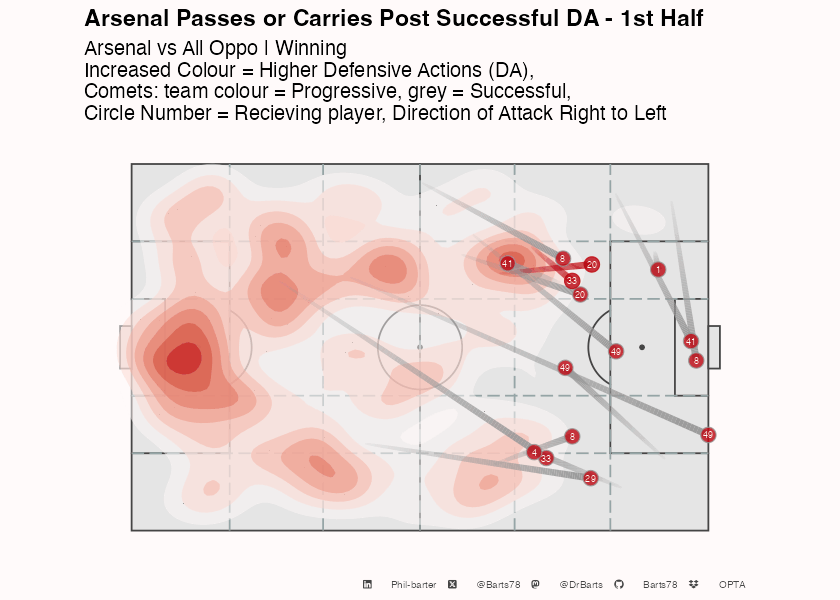 Arsenal Passes or Carries Post Successful DA - 1st Half
Arsenal vs All Oppo | Winning
Increased Colour = Higher Defensive Actions (DA),
Comets: team colour = Progressive, grey = Successful,
Circle Number = Recieving player, Direction of Attack Right to Left
8
41
20
1
33
20
41
49
8
49
49
8
4
33
29
Phil-barter @Barts78 @DrBarts Barts78 OPTA